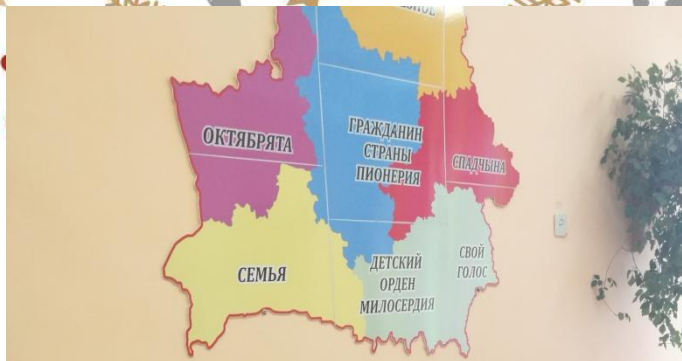 ОКТЯБРЯТА
ГРАЖДАНИН
СТРАНЫ
ПИОНЕРИЯ
СПАДЧЫНА
СЕМЬЯ
ДЕТСКИЙ
ОРДЕН
МИЛОСЕРДИЯ
СВОЙ
ГОЛОС